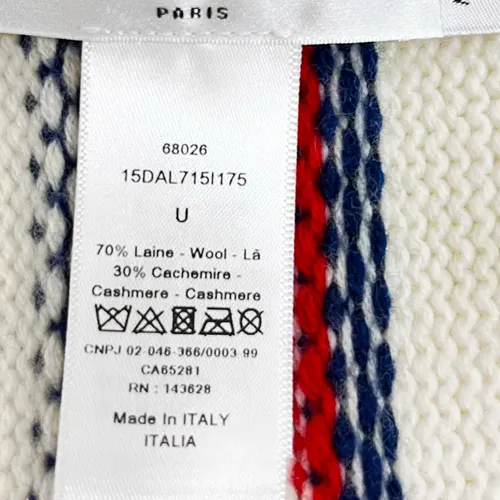 PARIS
68026
15DAL715I175
U
70% Laine - Wool - Lã
30% Cachemire -
Cashmere - Cashmere
CNPJ 02-046-366/0003 99
CA65281
RN : 143628
Made In ITALY
ITALIA